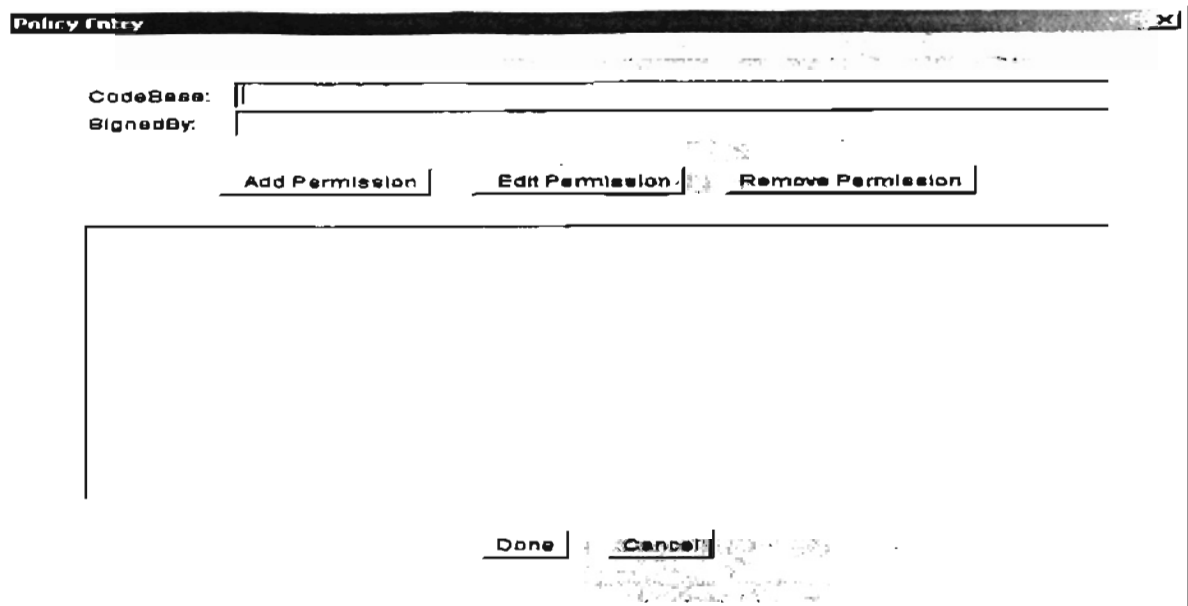 Policy Entry
CodeBase:
SignedBy:
Add Permission Edit Permission Remove Permission
Done Cancel